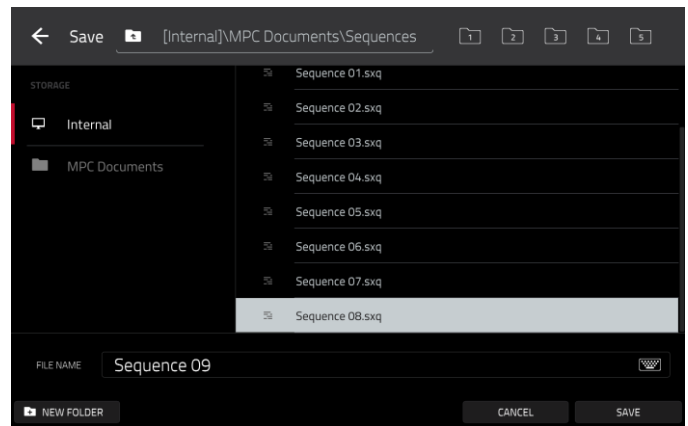 Save [Internal]\MPC Documents\Sequences 1 2 3 4 5
STORAGE
Internal
MPC Documents
Sequence 01.sxq
Sequence 02.sxq
Sequence 03.sxq
Sequence 04.sxq
Sequence 05.sxq
Sequence 06.sxq
Sequence 07.sxq
Sequence 08.sxq
FILE NAME Sequence 09
NEW FOLDER CANCEL SAVE